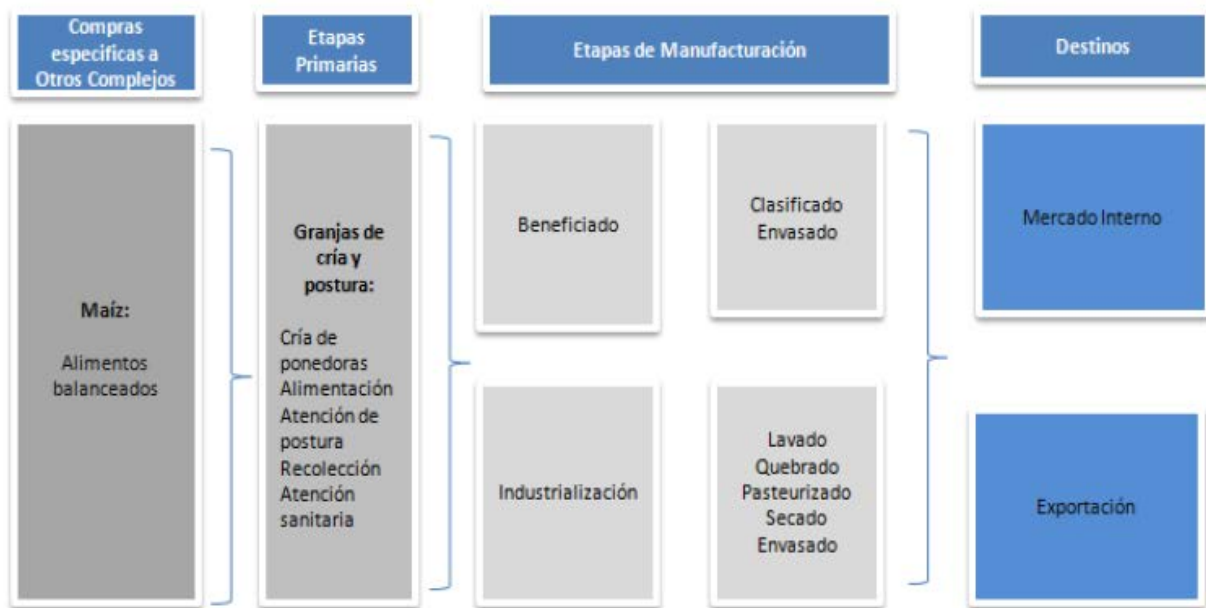 Compras
especificas a
Otros Complejos
Etapas
Primarias
Etapas de Manufacturación
Destinos
Maíz:
Alimentos
balanceados
Granjas de
cría y
postura:
Cría de
ponedoras
Alimentación
Atención de
postura
Recolección
Atención
sanitaria
Beneficiado
Clasificado
Envasado
Industrialización
Lavado
Quebrado
Pasteurizado
Secado
Envasado
Mercado Interno
Exportación